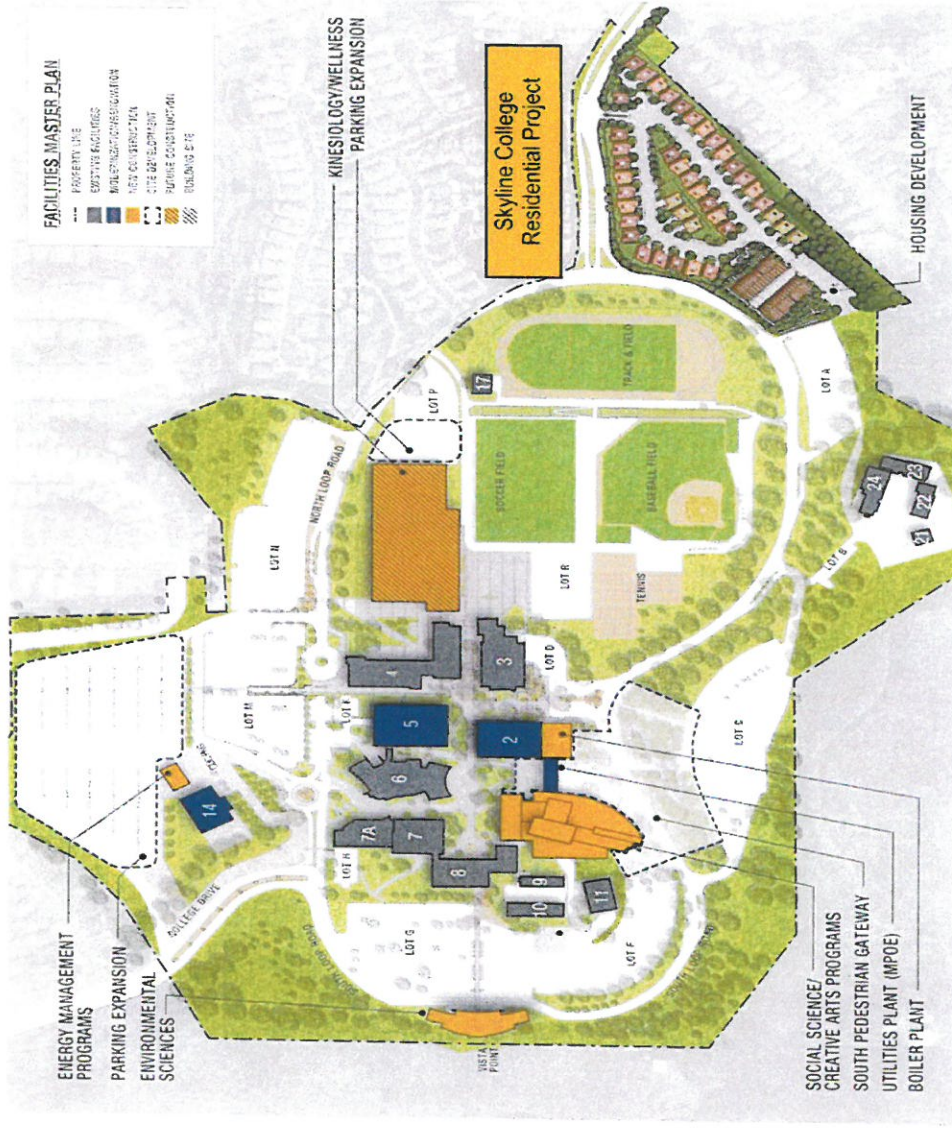 FACILITIES MASTER PLAN
PROPERTY LINE
EXISTING FACILITIES
MODERNIZATION/RENOVATION
NEW CONSTRUCTION
SITE DEVELOPMENT
FUTURE CONSTRUCTION
BUILDING SITE
KINESIOLOGY/WELLNESS
PARKING EXPANSION
Skyline College
Residential Project
HOUSING DEVELOPMENT
ENERGY MANAGEMENT
PROGRAMS
PARKING EXPANSION
ENVIRONMENTAL
SCIENCES
SOCIAL SCIENCE/
CREATIVE ARTS PROGRAMS
SOUTH PEDESTRIAN GATEWAY
UTILITIES PLANT (MPOE)
BOILER PLANT
LOT N
NORTH LOOP ROAD
LOT P
17
TRACK & FIELD
SOCCER FIELD
BASEBALL FIELD
LOT R
TENNIS
LOT A
24
23
22
21
LOT B
LOT M
4
3
LOT D
5
2
6
LOT C
14
COLLEGE DRIVE
LOT H
7A
7
8
9
10
11
LOT G
LOT F
VISTA
POINT